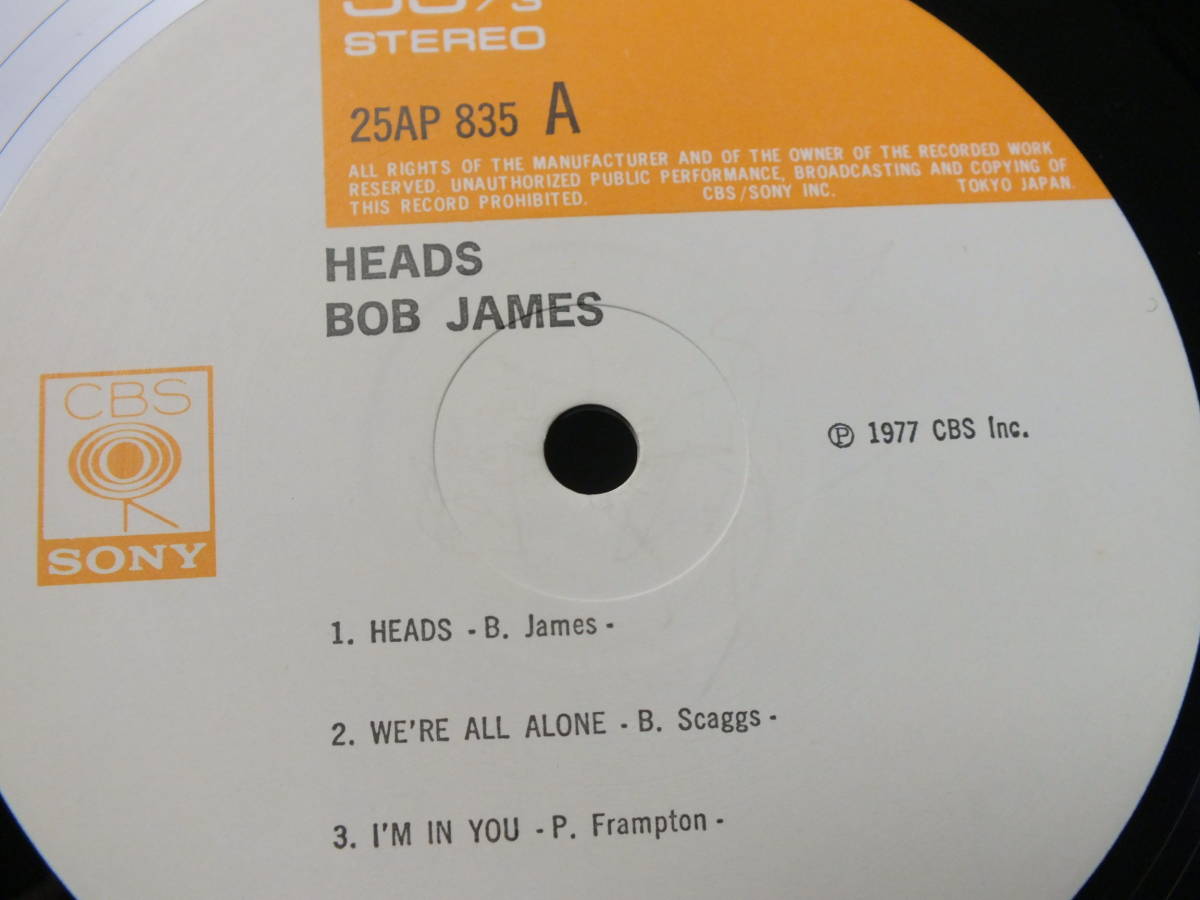 STEREO
25AP 835 A
ALL RIGHTS OF THE MANUFACTURER AND OF THE OWNER OF THE RECORDED WORK
RESERVED. UNAUTHORIZED PUBLIC PERFORMANCE, BROADCASTING AND COPYING OF
THIS RECORD PROHIBITED. CBS/SONY INC. TOKYO JAPAN.
HEADS
BOB JAMES
CBS
SONY
℗ 1977 CBS Inc.
1. HEADS - B. James -
2. WE'RE ALL ALONE - B. Scaggs -
3. I'M IN YOU - P. Frampton -